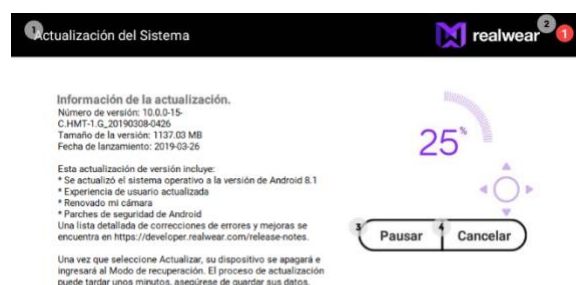 1 Actualización del Sistema
realwear 2 1
Información de la actualización.
Número de versión: 10.0.0-15-
C.HMT-1.G_20190308-0426
Tamaño de la versión: 1137.03 MB
Fecha de lanzamiento: 2019-03-26
25%
Esta actualización de versión incluye:
* Se actualizó el sistema operativo a la versión de Android 8.1
* Experiencia de usuario actualizada
* Renovado mi cámara
* Parches de seguridad de Android
Una lista detallada de correcciones de errores y mejoras se
encuentra en https://developer.realwear.com/release-notes.
3 Pausar 4 Cancelar
Una vez que seleccione Actualizar, su dispositivo se apagará e
ingresará al Modo de recuperación. El proceso de actualización
puede tardar unos minutos, asegúrese de guardar sus datos.